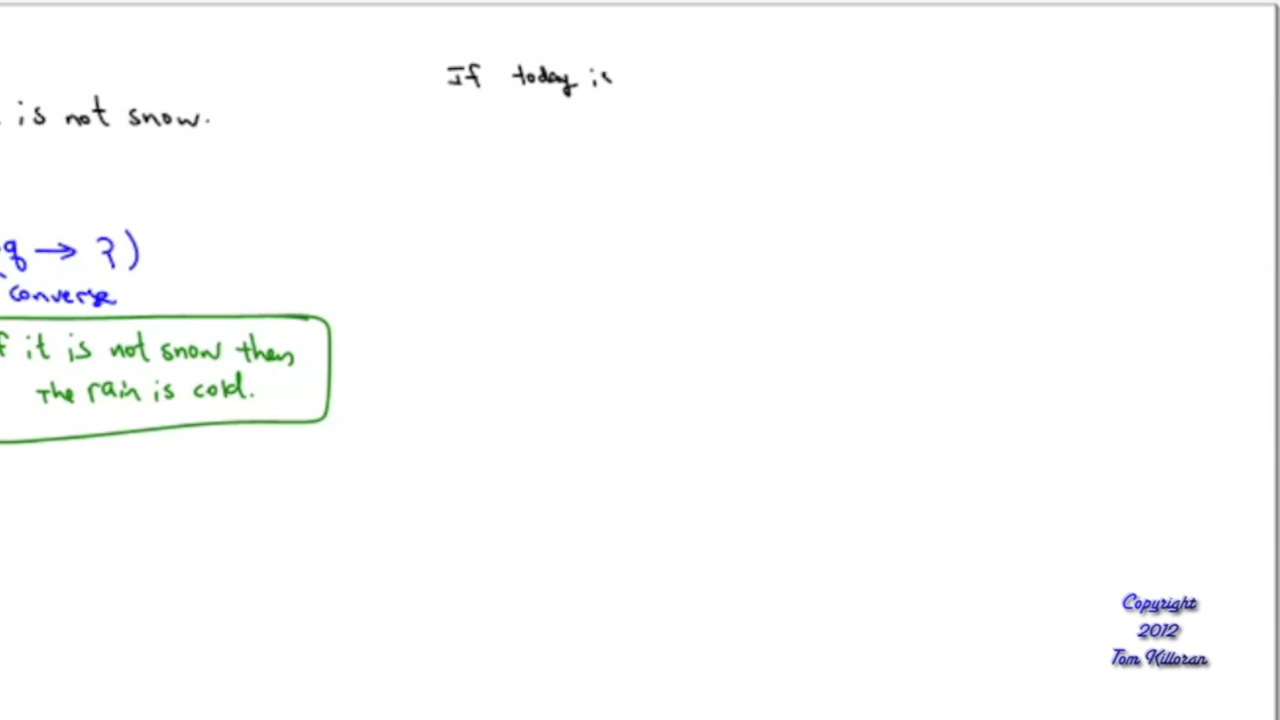 If today is
is not snow.
(q → p)
converse
f it is not snow then
the rain is cold.
Copyright
2012
Tom Killoran